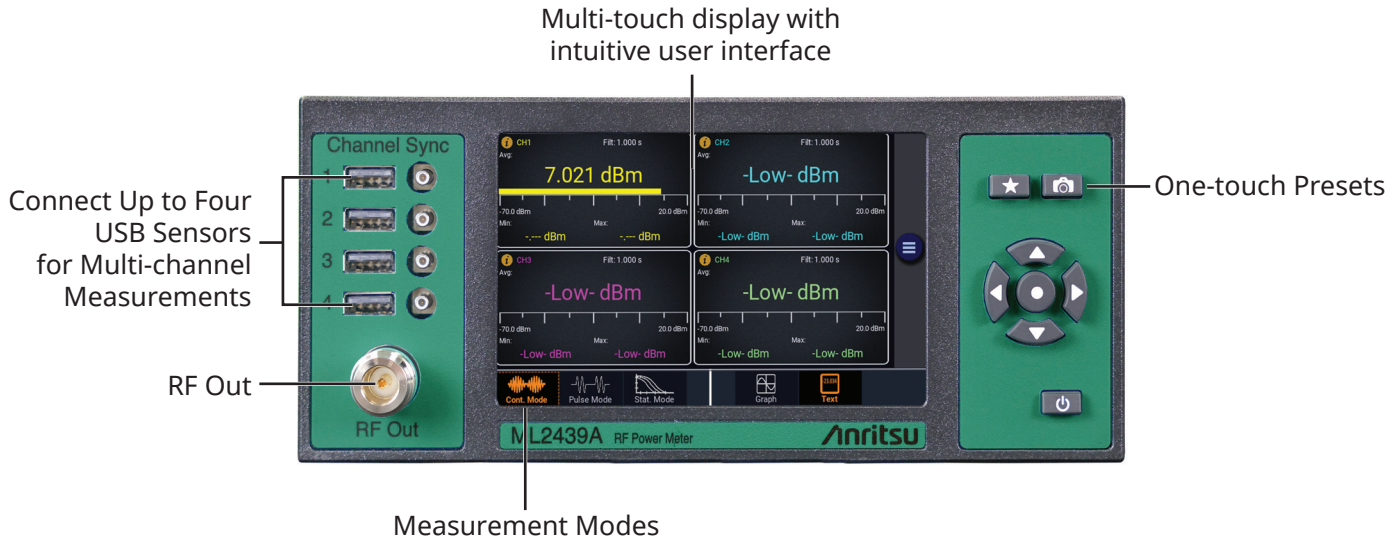 Multi-touch display with
intuitive user interface
Channel Sync
1
2
3
4
Connect Up to Four
USB Sensors
for Multi-channel
Measurements
RF Out
RF Out
i CH1 Filt: 1.000 s
Avg:
7.021 dBm
-70.0 dBm 20.0 dBm
Min: Max:
-.--- dBm -.--- dBm
i CH2 Filt: 1.000 s
Avg:
-Low- dBm
-70.0 dBm 20.0 dBm
Min: Max:
-Low- dBm -Low- dBm
i CH3 Filt: 1.000 s
Avg:
-Low- dBm
-70.0 dBm 20.0 dBm
Min: Max:
-Low- dBm -Low- dBm
i CH4 Filt: 1.000 s
Avg:
-Low- dBm
-70.0 dBm 20.0 dBm
Min: Max:
-Low- dBm -Low- dBm
Cont. Mode Pulse Mode Stat. Mode Graph Text
ML2439A RF Power Meter Anritsu
One-touch Presets
Measurement Modes